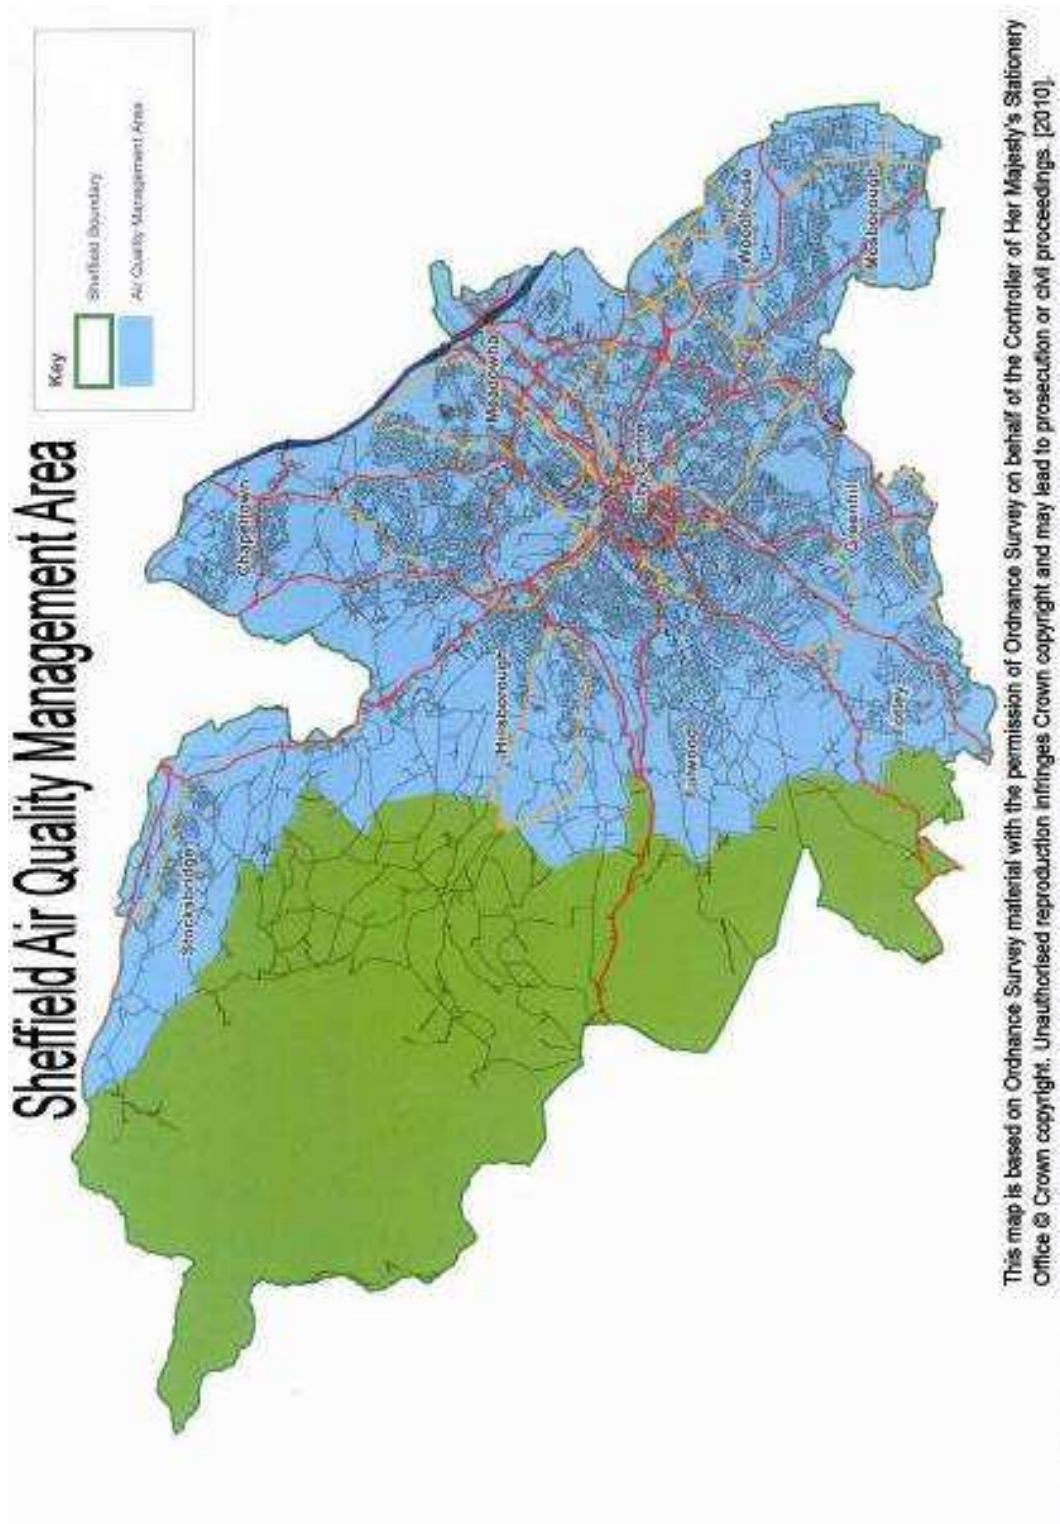 Sheffield Air Quality Management Area
Key
Sheffield Boundary
Air Quality Management Area
Stocksbridge
Chapeltown
Hillsborough
Meadowhall
City Centre
Fulwood
Woodhouse
Mosborough
Greenhill
Totley
This map is based on Ordnance Survey material with the permission of Ordnance Survey on behalf of the Controller of Her Majesty's Stationery
Office © Crown copyright. Unauthorised reproduction infringes Crown copyright and may lead to prosecution or civil proceedings. [2010].